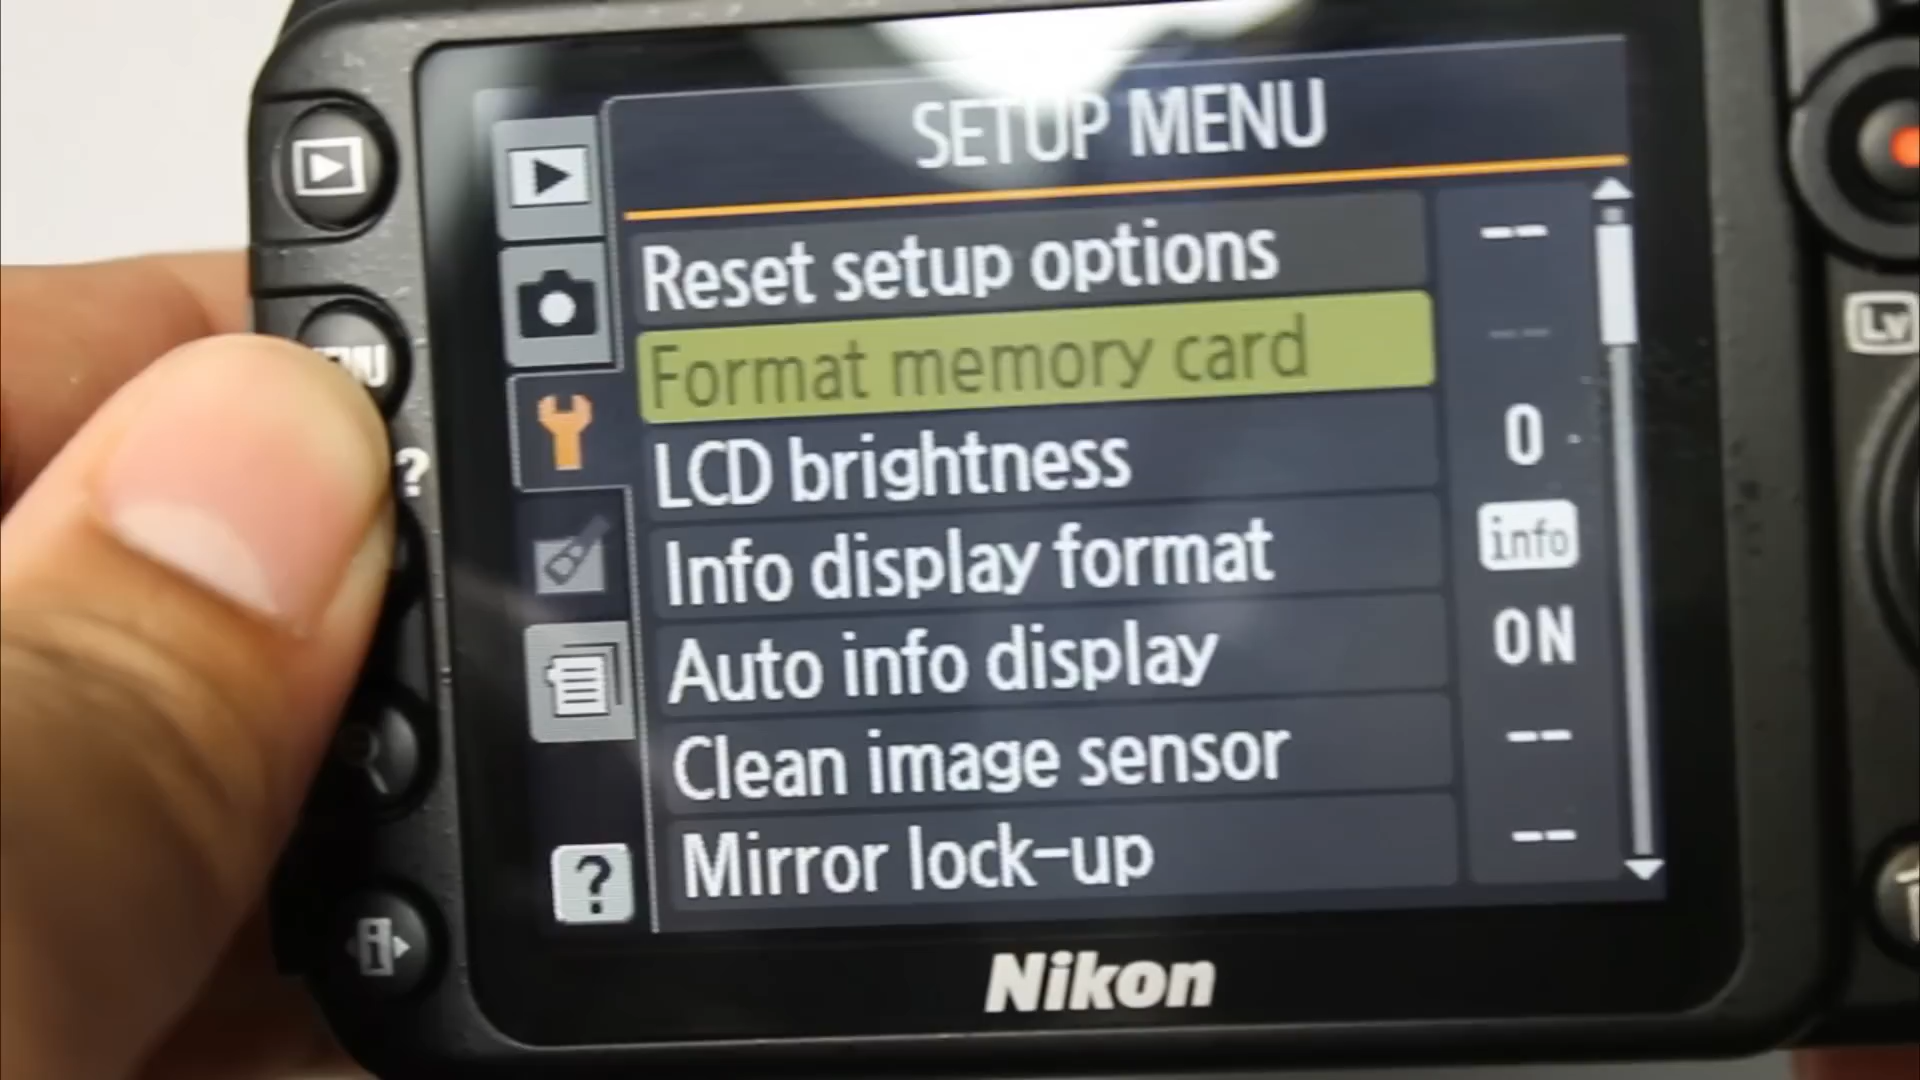 SETUP MENU
Reset setup options --
Format memory card --
LCD brightness 0
Info display format info
Auto info display ON
Clean image sensor --
Mirror lock-up --
?
?
i
Lv
Nikon